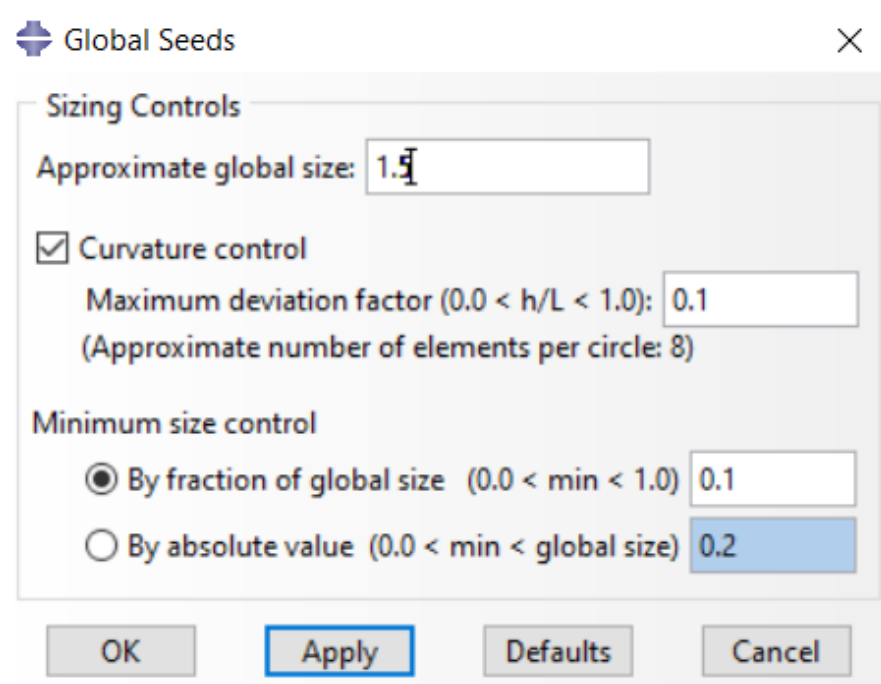 Global Seeds
Sizing Controls
Approximate global size: 1.5
Curvature control
Maximum deviation factor (0.0 < h/L < 1.0): 0.1
(Approximate number of elements per circle: 8)
Minimum size control
By fraction of global size (0.0 < min < 1.0) 0.1
By absolute value (0.0 < min < global size) 0.2
OK Apply Defaults Cancel